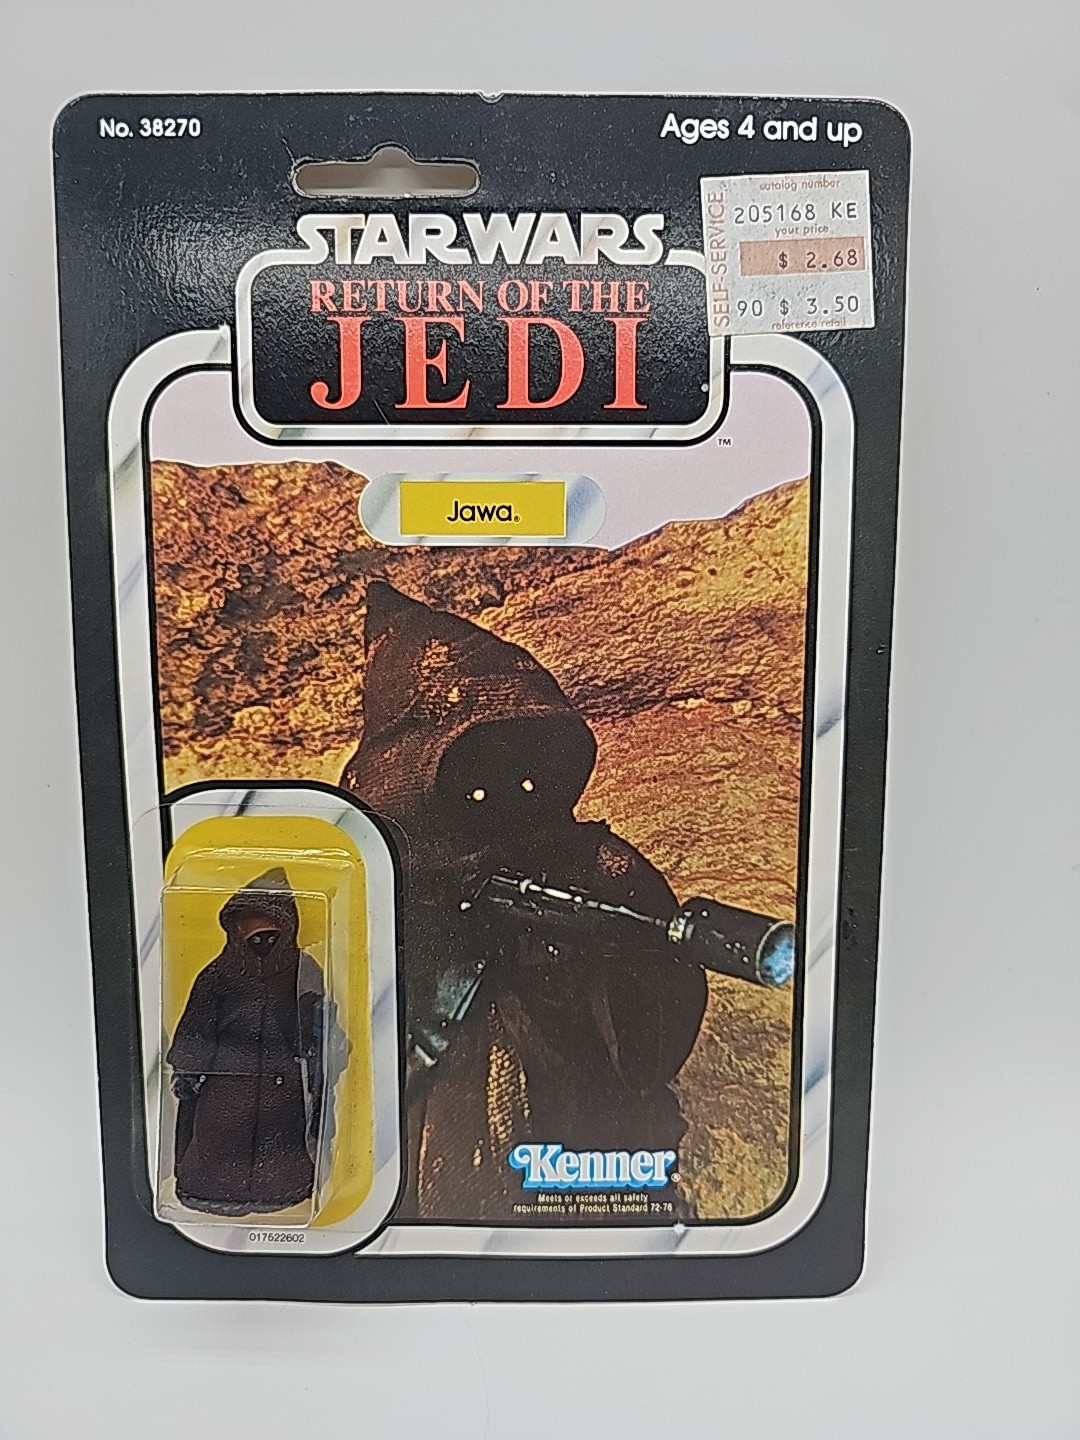 No. 38270
Ages 4 and up
STAR WARS
RETURN OF THE
JEDI
TM
SELF-SERVICE
catalog number
205168 KE
your price
$ 2.68
90 $ 3.50
reference retail
Jawa®
Kenner®
Meets or exceeds all safety
requirements of Product Standard 72-76
017522602